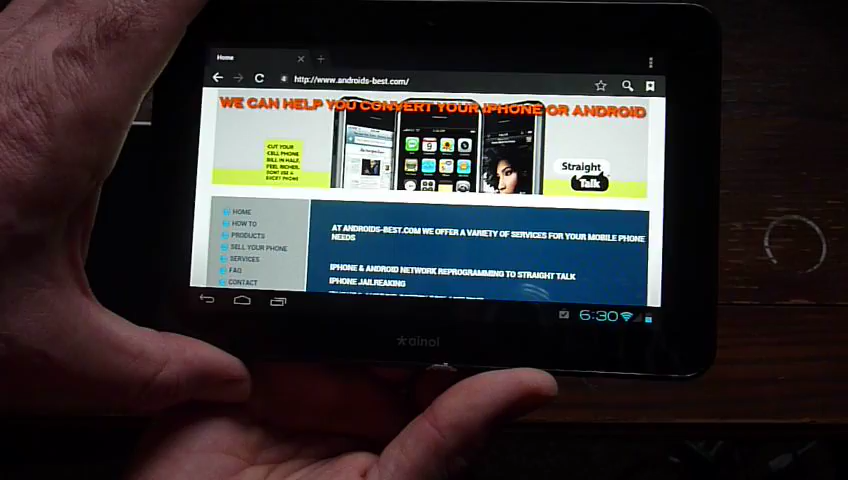 Home
http://www.androids-best.com/
WE CAN HELP YOU CONVERT YOUR IPHONE OR ANDROID
CUT YOUR
CELL PHONE
BILL IN HALF.
FEEL RICHER.
Straight
Talk
HOME
HOW TO
PRODUCTS
SELL YOUR PHONE
SERVICES
FAQ
CONTACT
AT ANDROIDS-BEST.COM WE OFFER A VARIETY OF SERVICES FOR YOUR MOBILE PHONE
NEEDS
IPHONE & ANDROID NETWORK REPROGRAMMING TO STRAIGHT TALK
IPHONE JAILREAKING
6:30
ainol